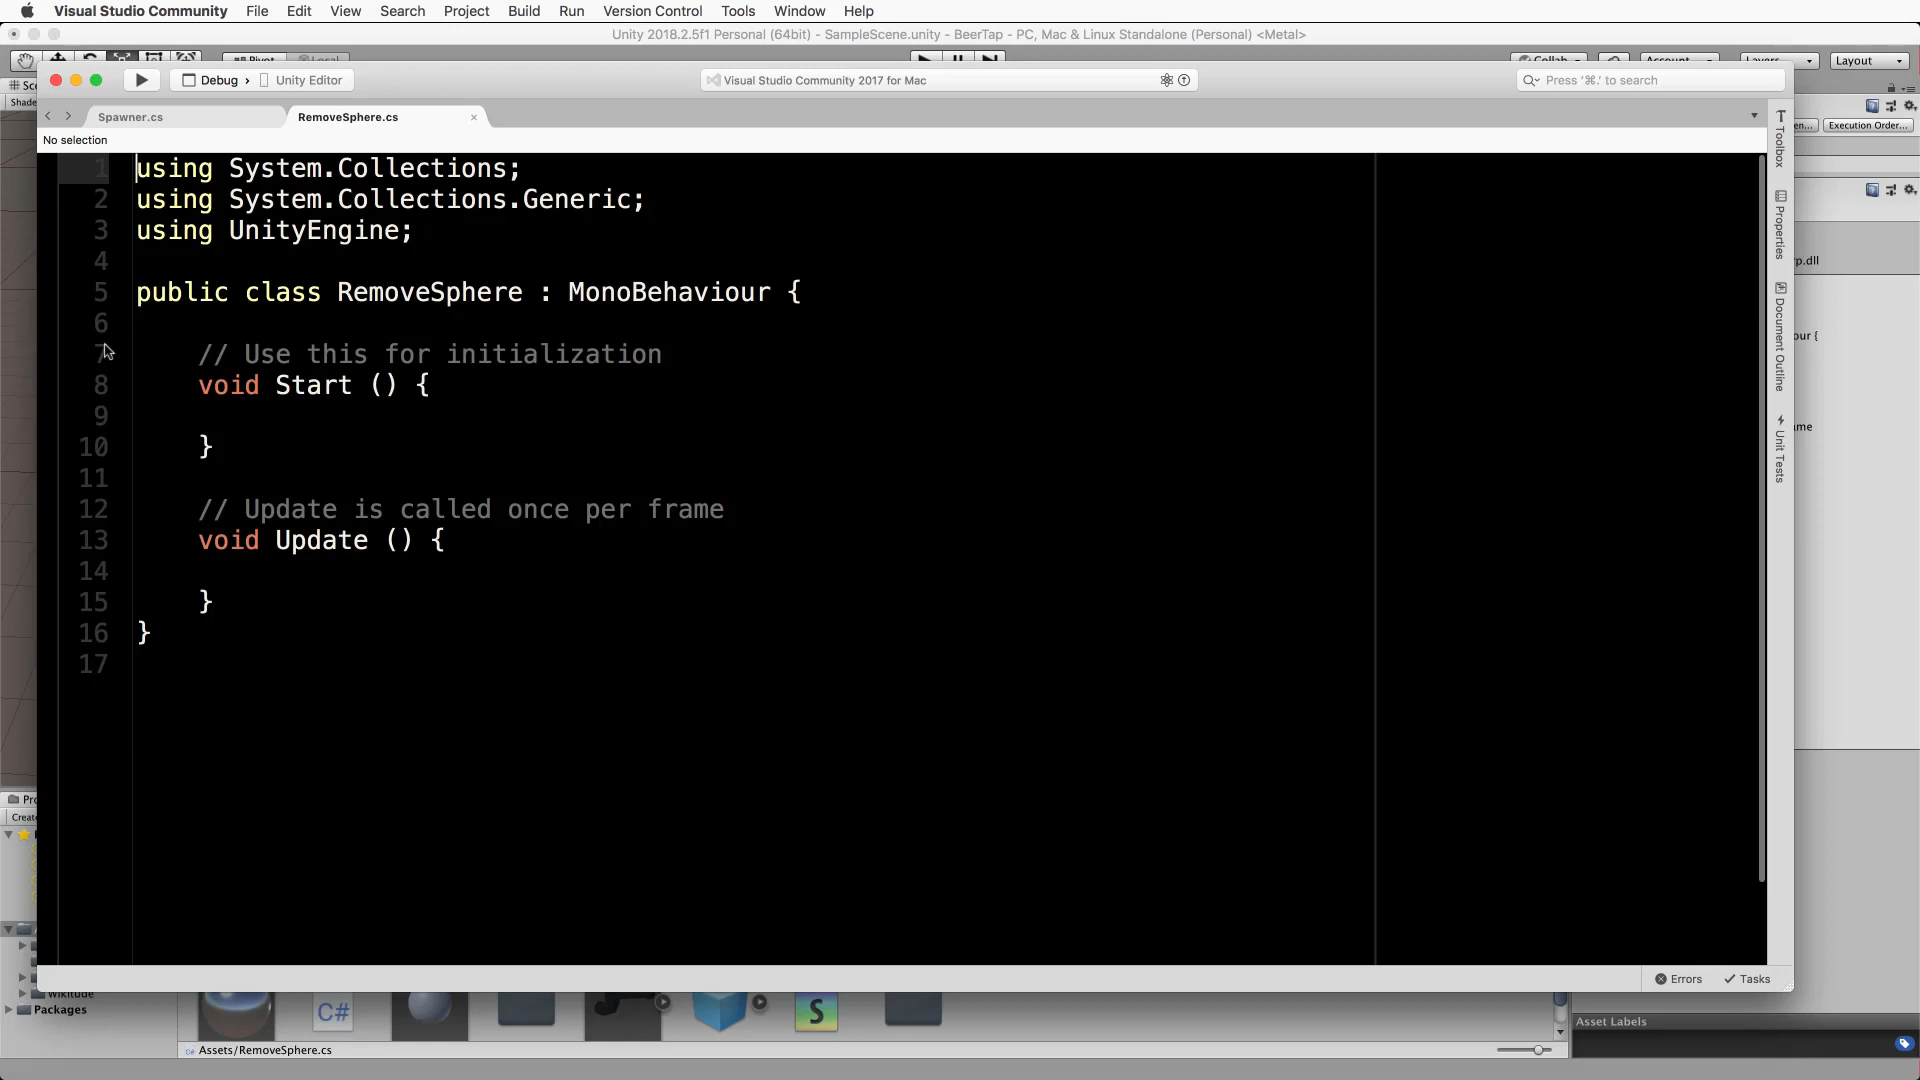 Visual Studio Community File Edit View Search Project Build Run Version Control Tools Window Help
Unity 2018.2.5f1 Personal (64bit) - SampleScene.unity - BeerTap - PC, Mac & Linux Standalone (Personal) <Metal>
Pivot Local Collab Account Layers Layout
Debug › Unity Editor Visual Studio Community 2017 for Mac Press '⌘.' to search
Spawner.cs RemoveSphere.cs
Execution Order...
No selection
1 using System.Collections;
2 using System.Collections.Generic;
3 using UnityEngine;
4
5 public class RemoveSphere : MonoBehaviour {
6
7 // Use this for initialization
8 void Start () {
9
10 }
11
12 // Update is called once per frame
13 void Update () {
14
15 }
16 }
17
Toolbox
Properties
Document Outline
Unit Tests
Errors Tasks
Wikitude
Packages
C#
S
Asset Labels
Assets/RemoveSphere.cs